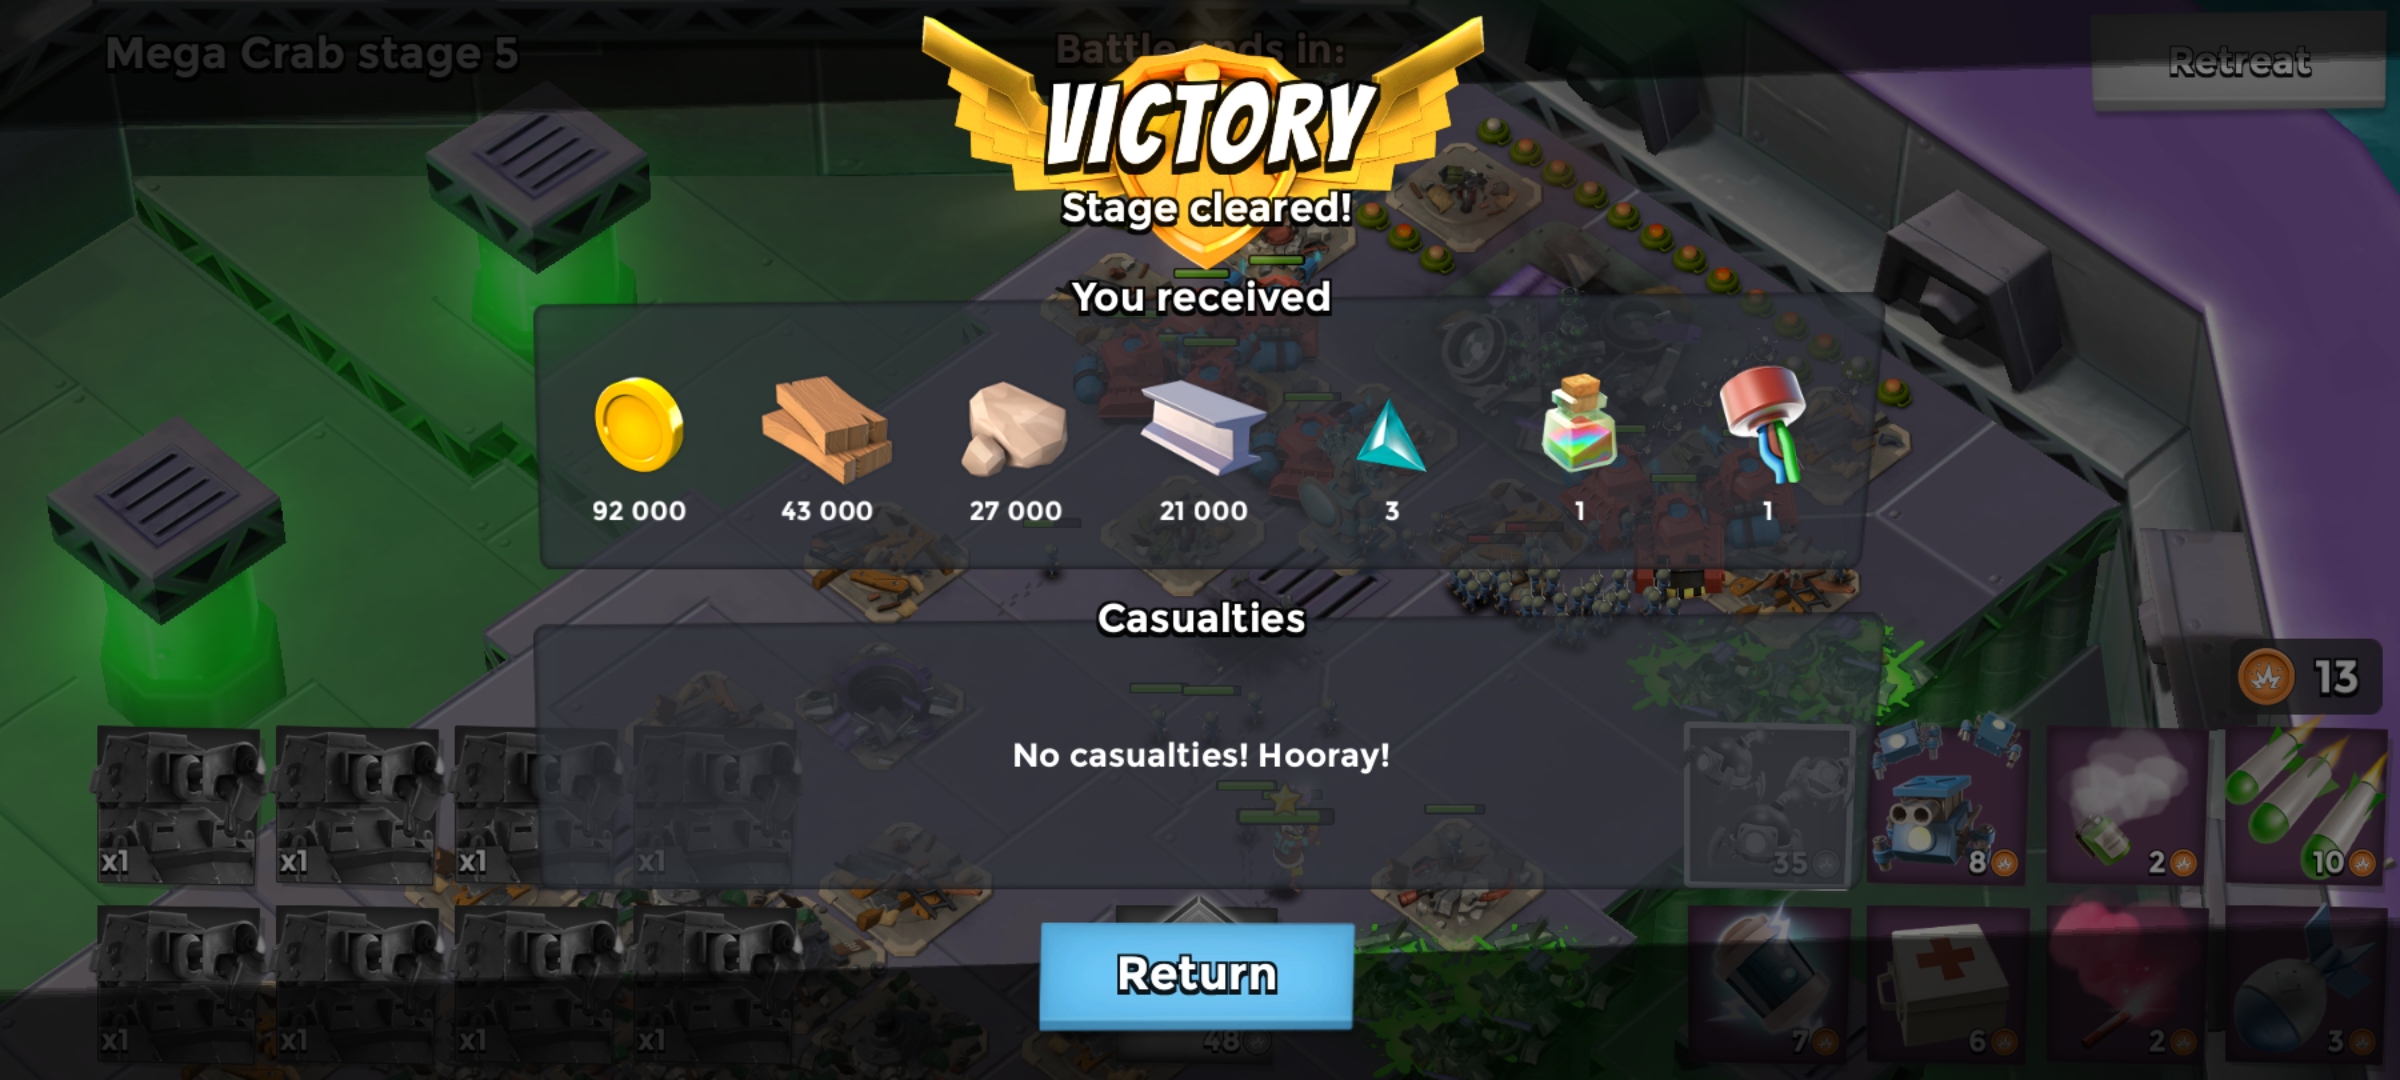 Mega Crab stage 5
Battle ends in:
Retreat
VICTORY
Stage cleared!
You received
92 000
43 000
27 000
21 000
3
1
1
Casualties
No casualties! Hooray!
13
x1
x1
x1
x1
35
8
2
10
x1
x1
x1
x1
Return
48
7
6
2
3